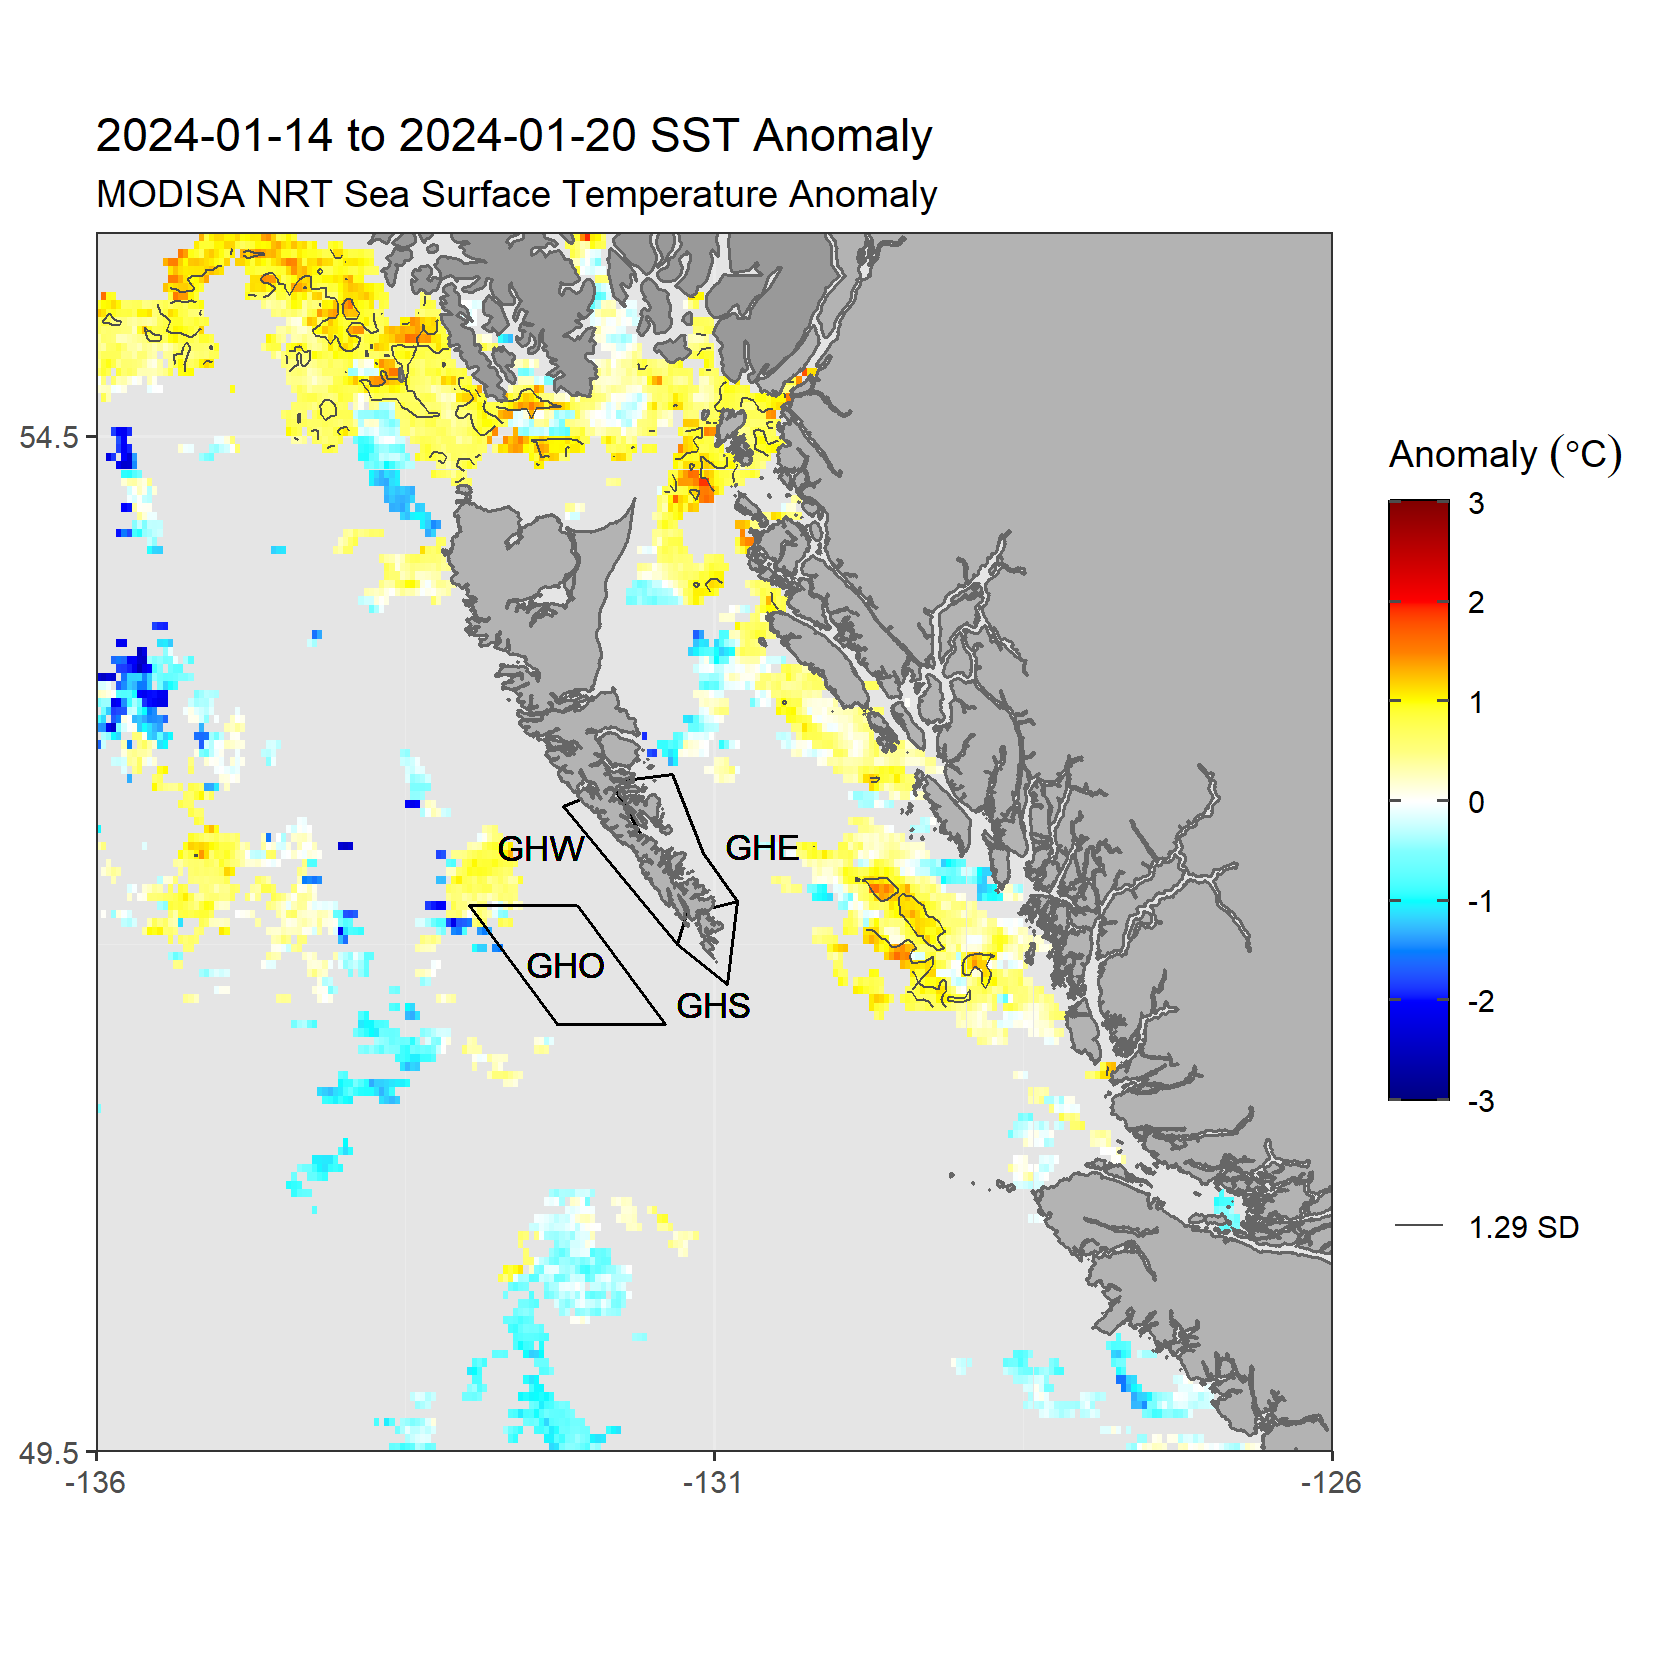 2024-01-14 to 2024-01-20 SST Anomaly
MODISA NRT Sea Surface Temperature Anomaly
54.5
49.5
-136
-131
-126
GHW
GHE
GHO
GHS
Anomaly (°C)
3
2
1
0
-1
-2
-3
1.29 SD